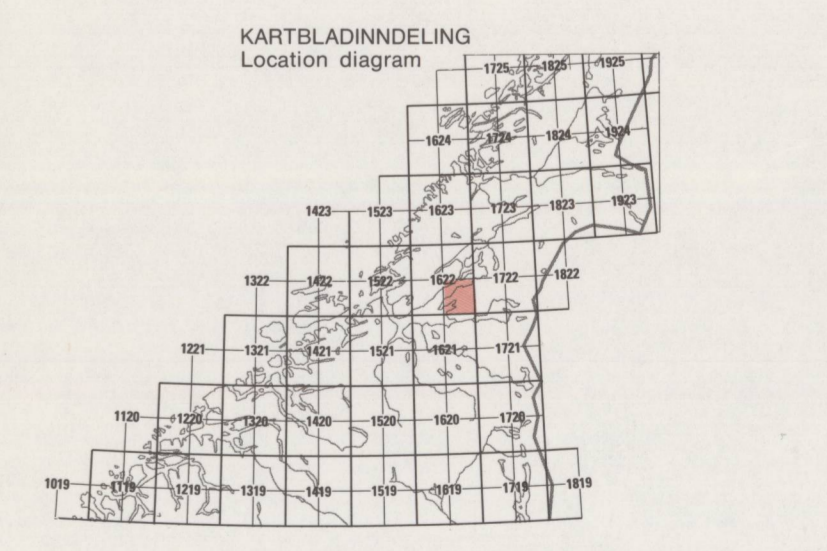 KARTBLADINNDELING
Location diagram
1725 1825 1925
1624 1724 1824 1924
1423 1523 1623 1723 1823 1923
1322 1422 1522 1622 1722 1822
1221 1321 1421 1521 1621 1721
1120 1220 1320 1420 1520 1620 1720
1019 1119 1219 1319 1419 1519 1619 1719 1819